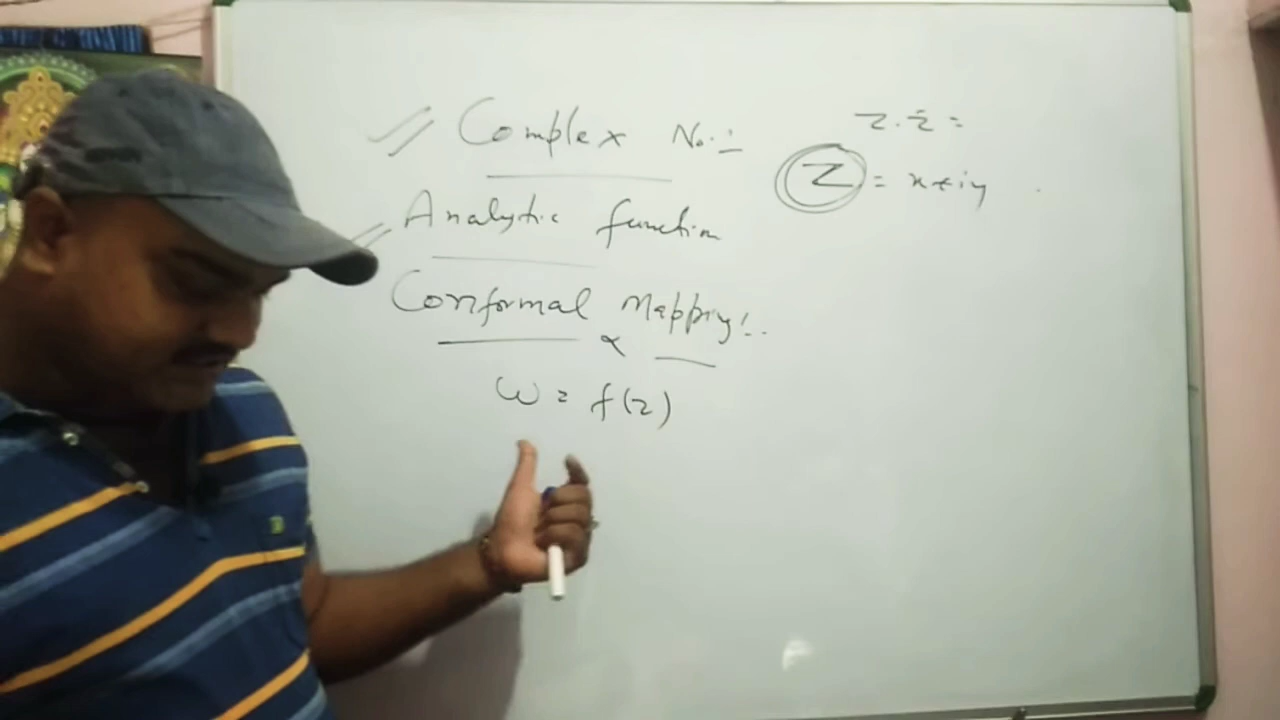 Complex No.:-
Analytic function
Conformal Mapping:-
∝
w = f(z)
z.z̄ =
Z = x+iy